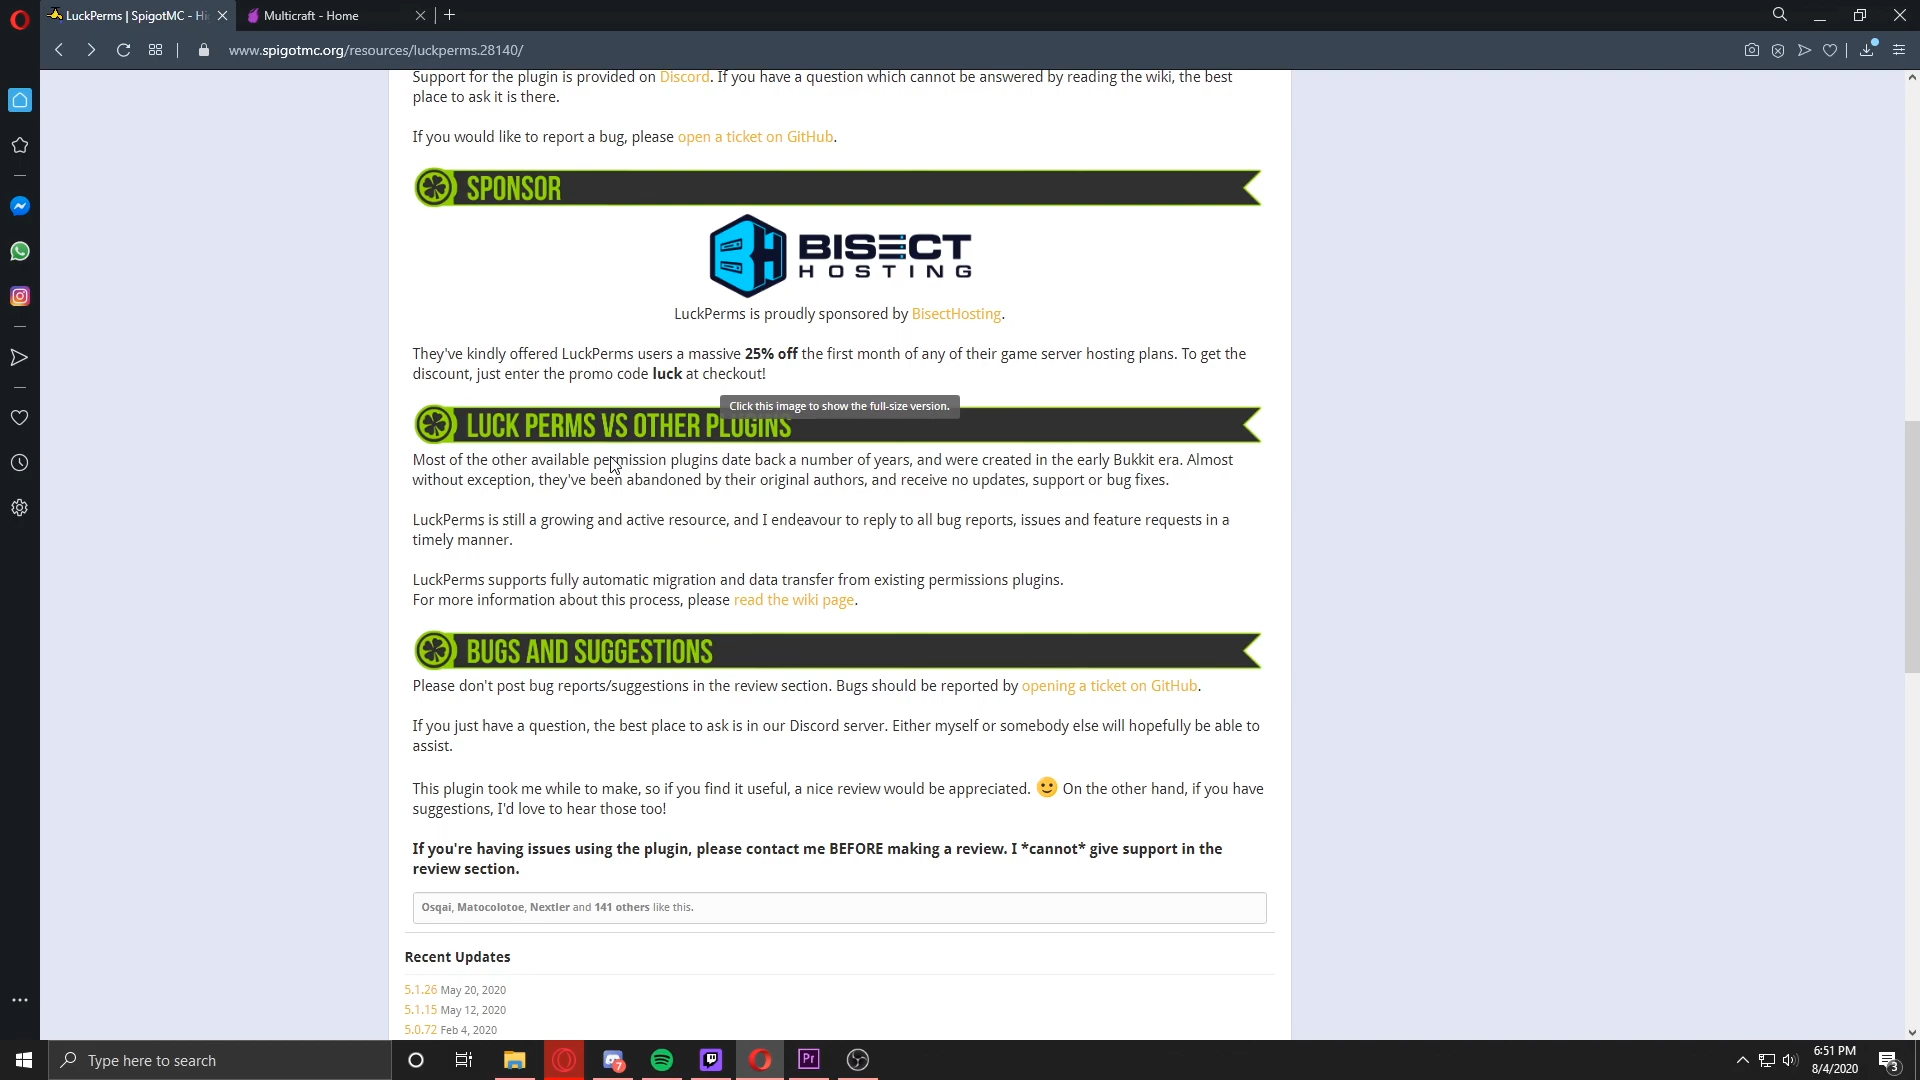 LuckPerms | SpigotMC - Hi
Multicraft - Home
www.spigotmc.org/resources/luckperms.28140/
Support for the plugin is provided on Discord. If you have a question which cannot be answered by reading the wiki, the best
place to ask it is there.
If you would like to report a bug, please open a ticket on GitHub.
SPONSOR
BISECT
HOSTING
LuckPerms is proudly sponsored by BisectHosting.
They've kindly offered LuckPerms users a massive 25% off the first month of any of their game server hosting plans. To get the
discount, just enter the promo code luck at checkout!
Click this image to show the full-size version.
LUCK PERMS VS OTHER PLUGINS
Most of the other available permission plugins date back a number of years, and were created in the early Bukkit era. Almost
without exception, they've been abandoned by their original authors, and receive no updates, support or bug fixes.
LuckPerms is still a growing and active resource, and I endeavour to reply to all bug reports, issues and feature requests in a
timely manner.
LuckPerms supports fully automatic migration and data transfer from existing permissions plugins.
For more information about this process, please read the wiki page.
BUGS AND SUGGESTIONS
Please don't post bug reports/suggestions in the review section. Bugs should be reported by opening a ticket on GitHub.
If you just have a question, the best place to ask is in our Discord server. Either myself or somebody else will hopefully be able to
assist.
This plugin took me while to make, so if you find it useful, a nice review would be appreciated. On the other hand, if you have
suggestions, I'd love to hear those too!
If you're having issues using the plugin, please contact me BEFORE making a review. I *cannot* give support in the
review section.
Osqai, Matocolotoe, Nextler and 141 others like this.
Recent Updates
5.1.26 May 20, 2020
5.1.15 May 12, 2020
5.0.72 Feb 4, 2020
Type here to search
7
Pr
6:51 PM
8/4/2020
3